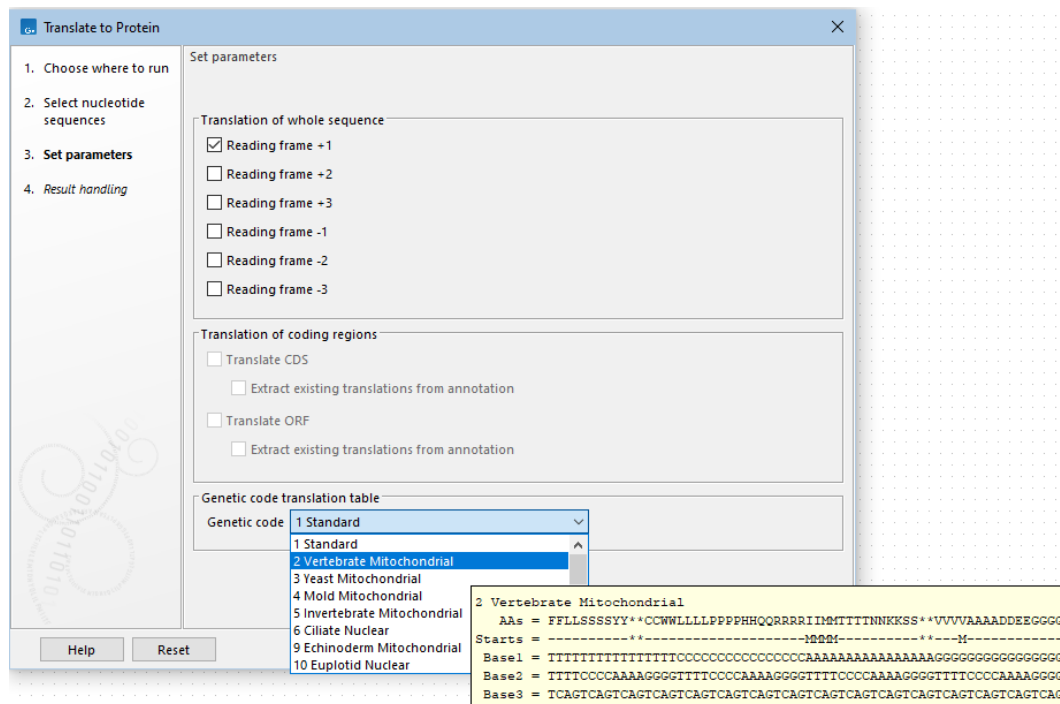 Translate to Protein
1. Choose where to run
2. Select nucleotide
sequences
3. Set parameters
4. Result handling
Set parameters
Translation of whole sequence
Reading frame +1
Reading frame +2
Reading frame +3
Reading frame -1
Reading frame -2
Reading frame -3
Translation of coding regions
Translate CDS
Extract existing translations from annotation
Translate ORF
Extract existing translations from annotation
Genetic code translation table
Genetic code 1 Standard
1 Standard
2 Vertebrate Mitochondrial
3 Yeast Mitochondrial
4 Mold Mitochondrial
5 Invertebrate Mitochondrial
6 Ciliate Nuclear
9 Echinoderm Mitochondrial
10 Euplotid Nuclear
Help Reset
2 Vertebrate Mitochondrial
AAs = FFLLSSSSYY**CCWWLLLLPPPPHHQQRRRRIIMMTTTTNNKKSS**VVVVAAAADDEEGGGG
Starts = ----------**--------------------MMMM----------**---M------------
Base1 = TTTTTTTTTTTTTTTTCCCCCCCCCCCCCCCCAAAAAAAAAAAAAAAAGGGGGGGGGGGGGGGG
Base2 = TTTTCCCCAAAAGGGGTTTTCCCCAAAAGGGGTTTTCCCCAAAAGGGGTTTTCCCCAAAAGGGG
Base3 = TCAGTCAGTCAGTCAGTCAGTCAGTCAGTCAGTCAGTCAGTCAGTCAGTCAGTCAGTCAGTCAG